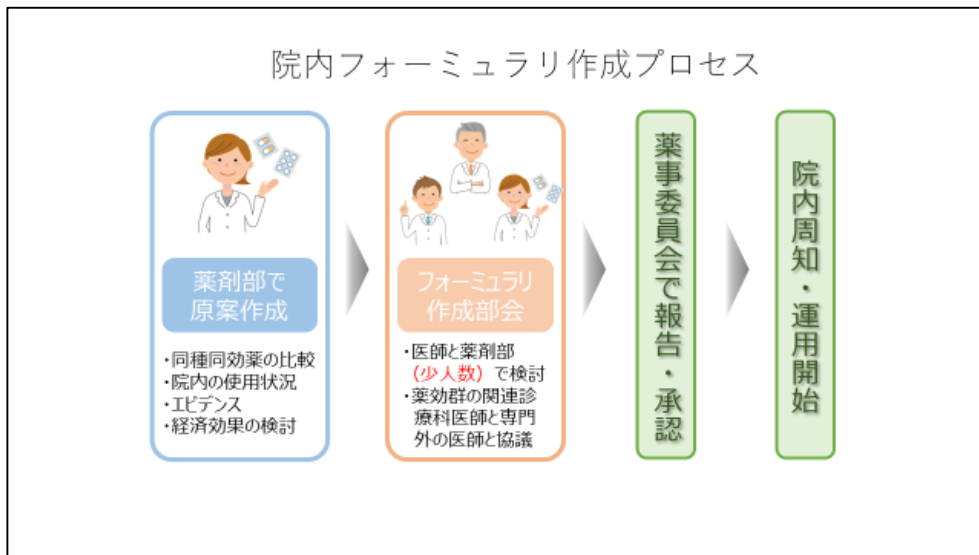 院内フォーミュラリ作成プロセス
薬剤部で
原案作成
・同種同効薬の比較
・院内の使用状況
・エビデンス
・経済効果の検討
フォーミュラリ
作成部会
・医師と薬剤部
（少人数）で検討
・薬効群の関連診
療科医師と専門
外の医師と協議
薬事委員会で報告・承認
院内周知・運用開始